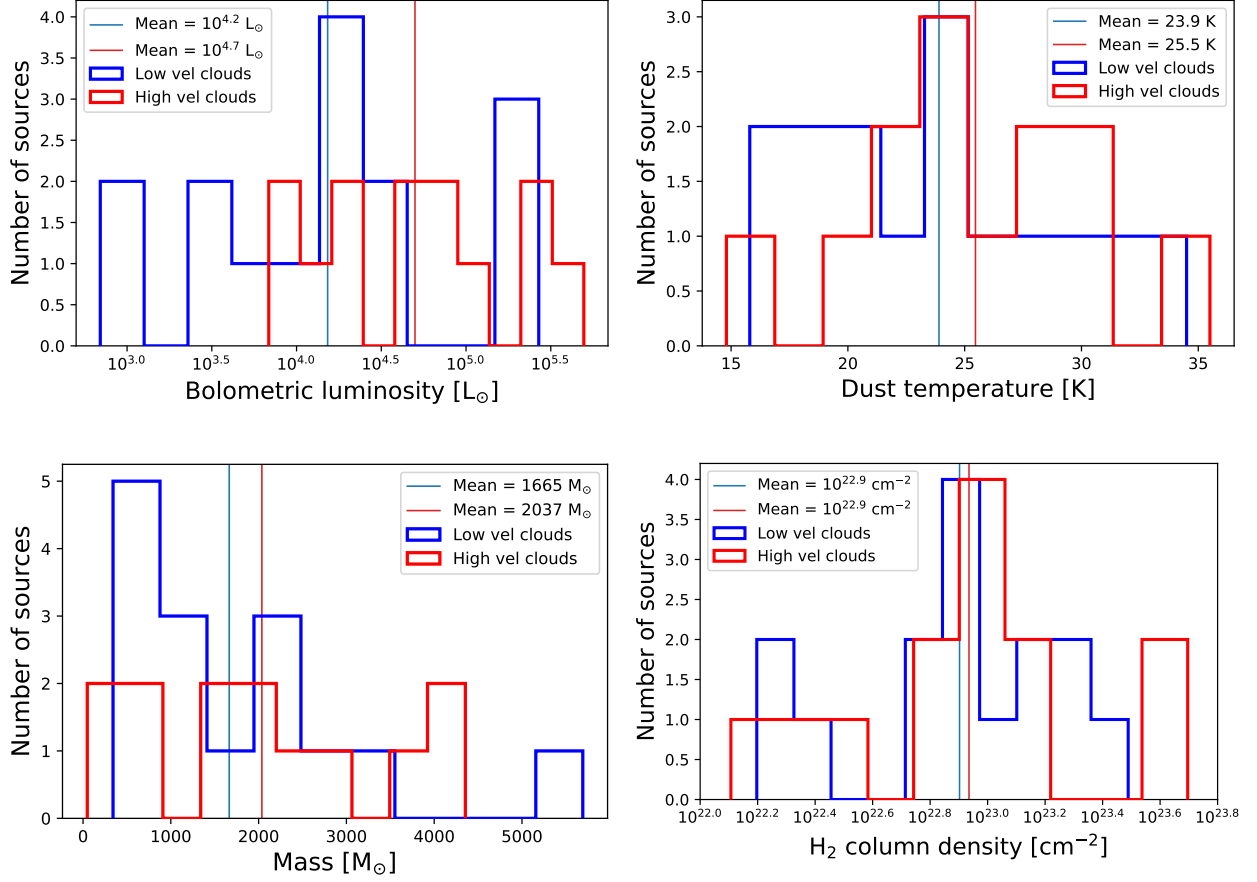 Number of sources
4.0
3.5
3.0
2.5
2.0
1.5
1.0
0.5
0.0
Mean = 10^4.2 L⊙
Mean = 10^4.7 L⊙
Low vel clouds
High vel clouds
10^3.0 10^3.5 10^4.0 10^4.5 10^5.0 10^5.5
Bolometric luminosity [L⊙]
Number of sources
3.0
2.5
2.0
1.5
1.0
0.5
0.0
Mean = 23.9 K
Mean = 25.5 K
Low vel clouds
High vel clouds
15 20 25 30 35
Dust temperature [K]
Number of sources
5
4
3
2
1
0
Mean = 1665 M⊙
Mean = 2037 M⊙
Low vel clouds
High vel clouds
0 1000 2000 3000 4000 5000
Mass [M⊙]
Number of sources
4.0
3.5
3.0
2.5
2.0
1.5
1.0
0.5
0.0
Mean = 10^22.9 cm^−2
Mean = 10^22.9 cm^−2
Low vel clouds
High vel clouds
10^22.0 10^22.2 10^22.3 10^22.5 10^22.6 10^22.8 10^22.9 10^23.0 10^23.2 10^23.4 10^23.5 10^23.6 10^23.8
H₂ column density [cm^−2]